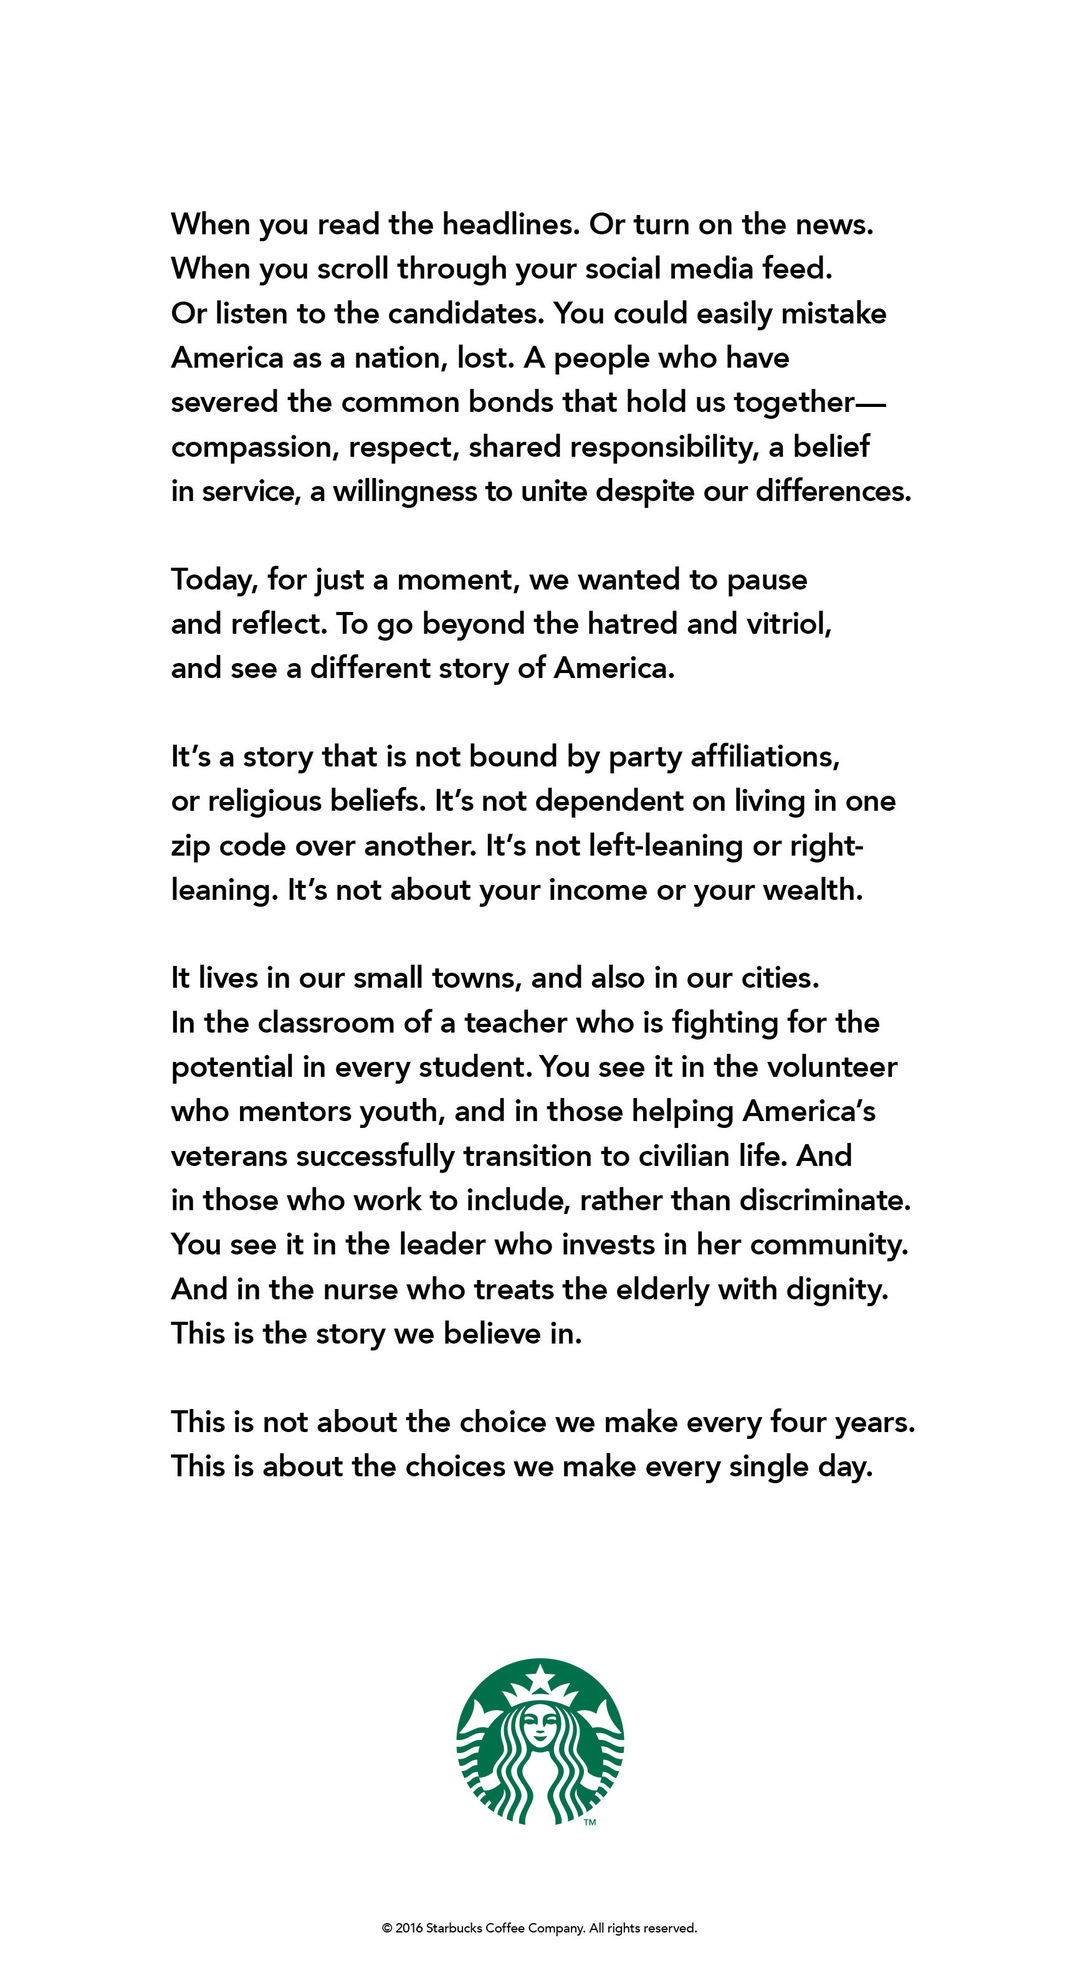 When you read the headlines. Or turn on the news.
When you scroll through your social media feed.
Or listen to the candidates. You could easily mistake
America as a nation, lost. A people who have
severed the common bonds that hold us together—
compassion, respect, shared responsibility, a belief
in service, a willingness to unite despite our differences.
Today, for just a moment, we wanted to pause
and reflect. To go beyond the hatred and vitriol,
and see a different story of America.
It’s a story that is not bound by party affiliations,
or religious beliefs. It’s not dependent on living in one
zip code over another. It’s not left-leaning or right-
leaning. It’s not about your income or your wealth.
It lives in our small towns, and also in our cities.
In the classroom of a teacher who is fighting for the
potential in every student. You see it in the volunteer
who mentors youth, and in those helping America’s
veterans successfully transition to civilian life. And
in those who work to include, rather than discriminate.
You see it in the leader who invests in her community.
And in the nurse who treats the elderly with dignity.
This is the story we believe in.
This is not about the choice we make every four years.
This is about the choices we make every single day.
TM
© 2016 Starbucks Coffee Company. All rights reserved.